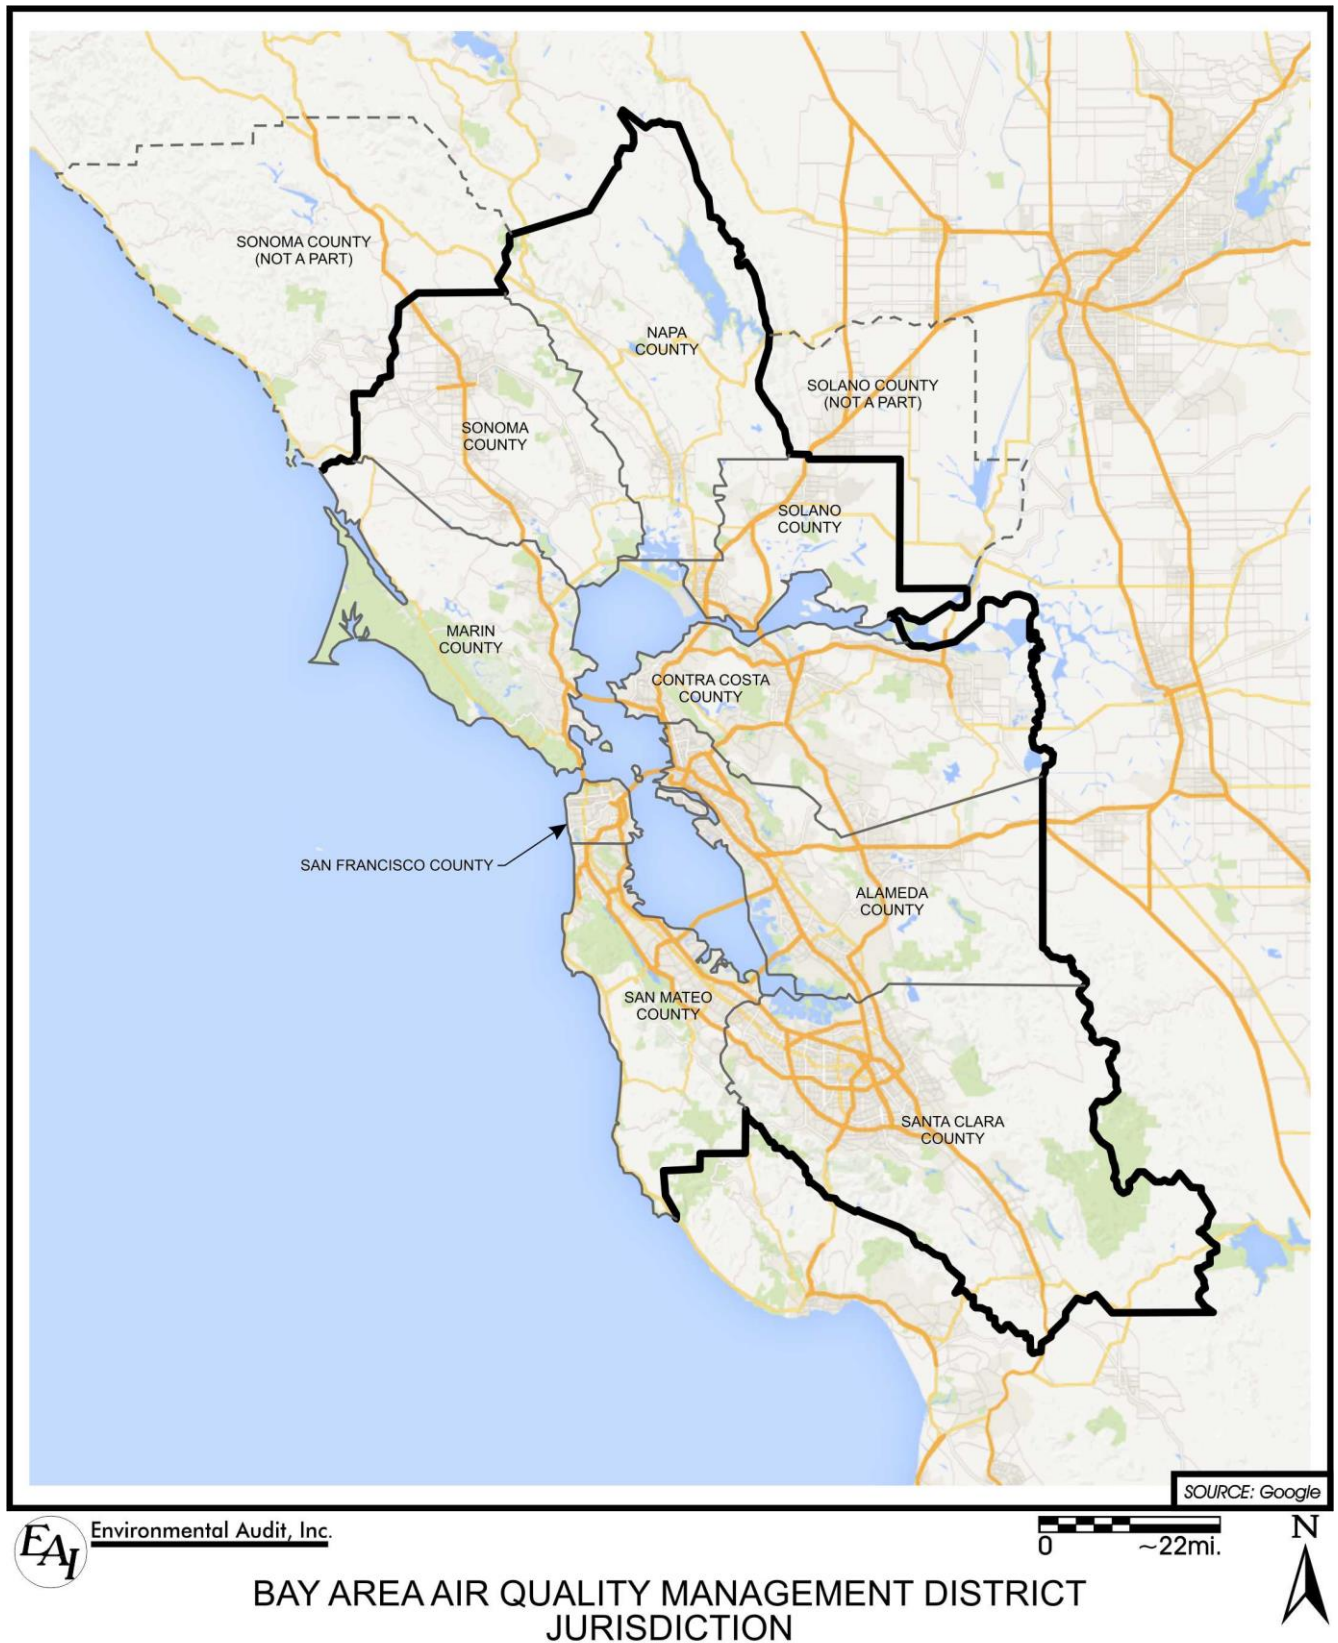 SONOMA COUNTY
(NOT A PART)
NAPA
COUNTY
SOLANO COUNTY
(NOT A PART)
SONOMA
COUNTY
SOLANO
COUNTY
MARIN
COUNTY
CONTRA COSTA
COUNTY
SAN FRANCISCO COUNTY
ALAMEDA
COUNTY
SAN MATEO
COUNTY
SANTA CLARA
COUNTY
SOURCE: Google
EAI
Environmental Audit, Inc.
0
~22mi.
N
BAY AREA AIR QUALITY MANAGEMENT DISTRICT
JURISDICTION